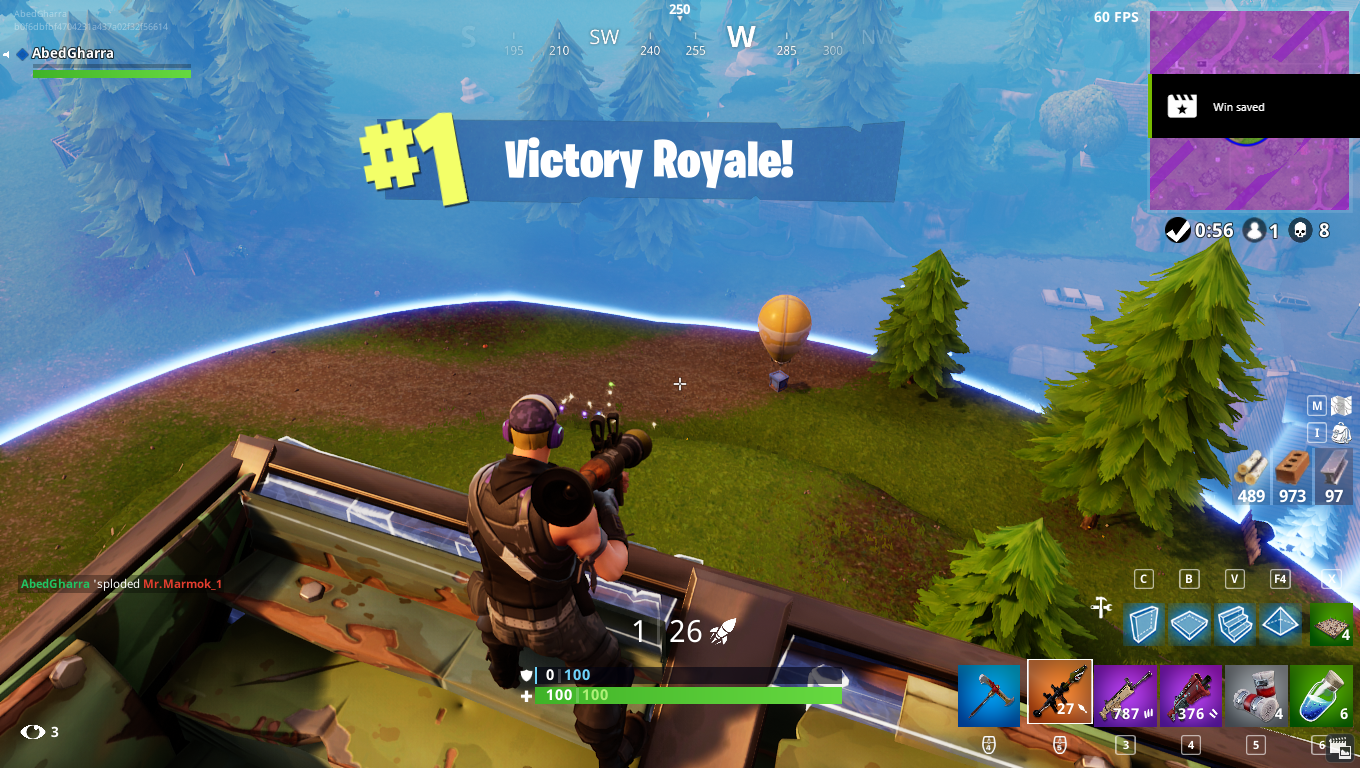 AbedGharra
AbedGharra
250
S 195 210 SW 240 255 W 285 300 NW
60 FPS
Win saved
#1 Victory Royale!
0:56 1 8
M
I
489 973 97
AbedGharra 'sploded Mr.Marmok_1
C B V F4 X
4
1 26
0 | 100
100 | 100
27 787 376 4 6
3 4 5 6
3